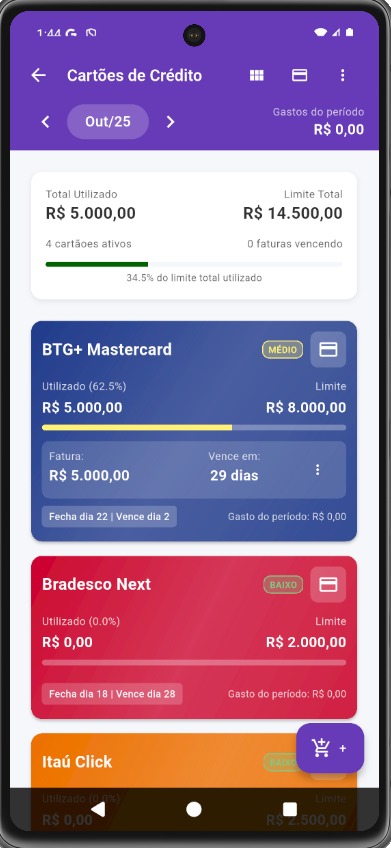 1:44
Cartões de Crédito
Out/25
Gastos do período
R$ 0,00
Total Utilizado
Limite Total
R$ 5.000,00
R$ 14.500,00
4 cartãoes ativos
0 faturas vencendo
34.5% do limite total utilizado
BTG+ Mastercard
MÉDIO
Utilizado (62.5%)
Limite
R$ 5.000,00
R$ 8.000,00
Fatura:
Vence em:
R$ 5.000,00
29 dias
Fecha dia 22 | Vence dia 2
Gasto do período: R$ 0,00
Bradesco Next
BAIXO
Utilizado (0.0%)
Limite
R$ 0,00
R$ 2.000,00
Fecha dia 18 | Vence dia 28
Gasto do período: R$ 0,00
Itaú Click
+
Utilizado (0.0%)
Limite
R$ 0,00
R$ 2.500,00